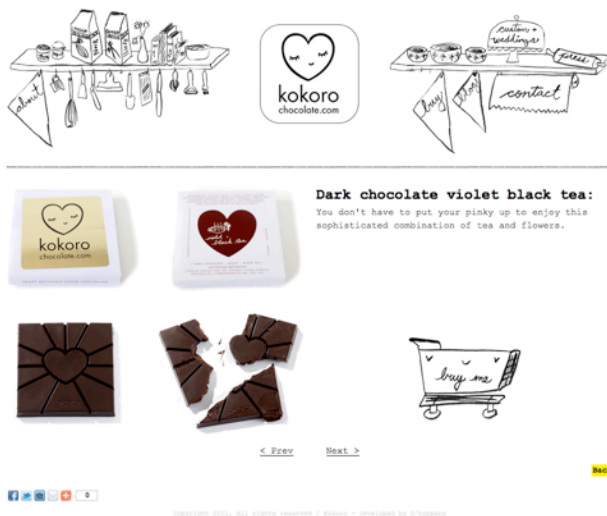 custom +
weddings
press
about
buy
contact
kokoro
chocolate.com
Dark chocolate violet black tea:
You don't have to put your pinky up to enjoy this
sophisticated combination of tea and flowers.
kokoro
chocolate.com
violet +
black tea
buy me
< Prev
Next >
Bac
0